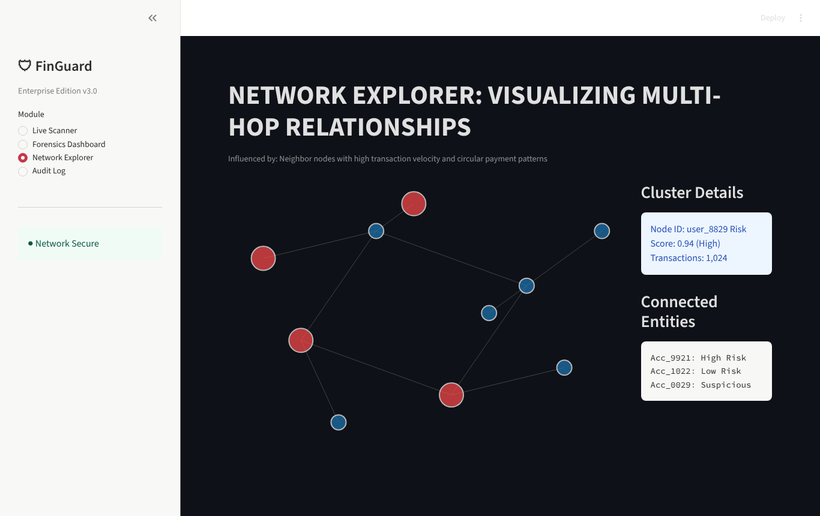 Deploy
FinGuard
Enterprise Edition v3.0
Module
Live Scanner
Forensics Dashboard
Network Explorer
Audit Log
Network Secure
NETWORK EXPLORER: VISUALIZING MULTI-
HOP RELATIONSHIPS
Influenced by: Neighbor nodes with high transaction velocity and circular payment patterns
Cluster Details
Node ID: user_8829 Risk
Score: 0.94 (High)
Transactions: 1,024
Connected
Entities
Acc_9921: High Risk
Acc_1022: Low Risk
Acc_0029: Suspicious